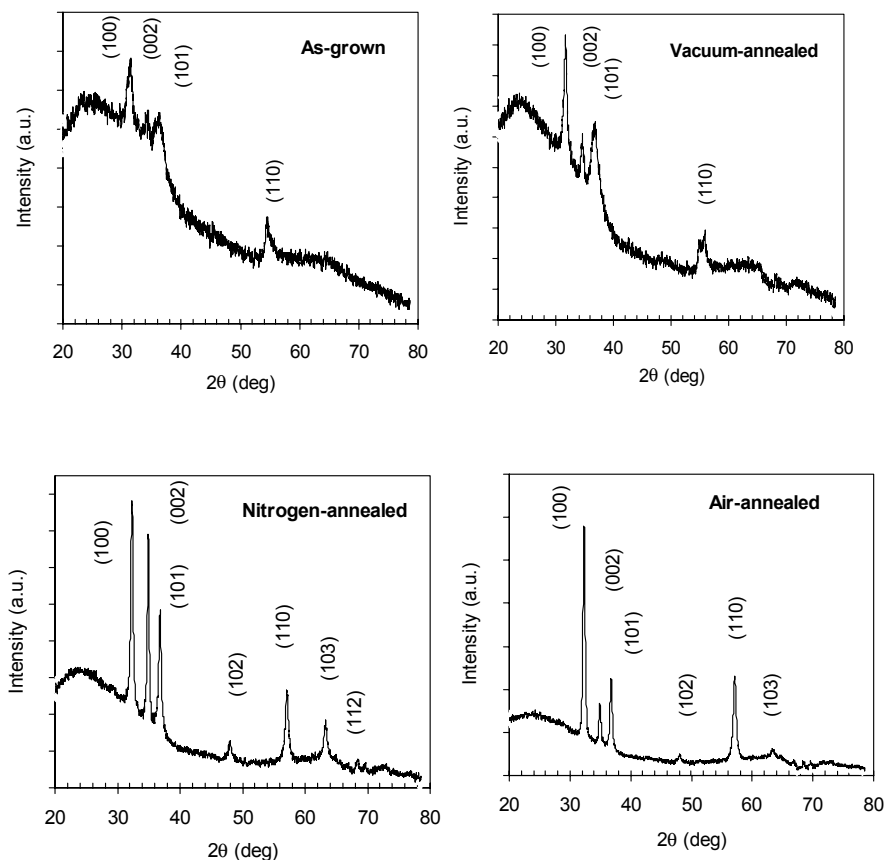 As-grown
(100)
(002)
(101)
(110)
Intensity (a.u.)
20 30 40 50 60 70 80
2θ (deg)
Vacuum-annealed
(100)
(002)
(101)
(110)
Intensity (a.u.)
20 30 40 50 60 70 80
2θ (deg)
Nitrogen-annealed
(100)
(002)
(101)
(102)
(110)
(103)
(112)
Intensity (a.u.)
20 30 40 50 60 70 80
2θ (deg)
Air-annealed
(100)
(002)
(101)
(102)
(110)
(103)
Intensity (a.u.)
20 30 40 50 60 70 80
2θ (deg)